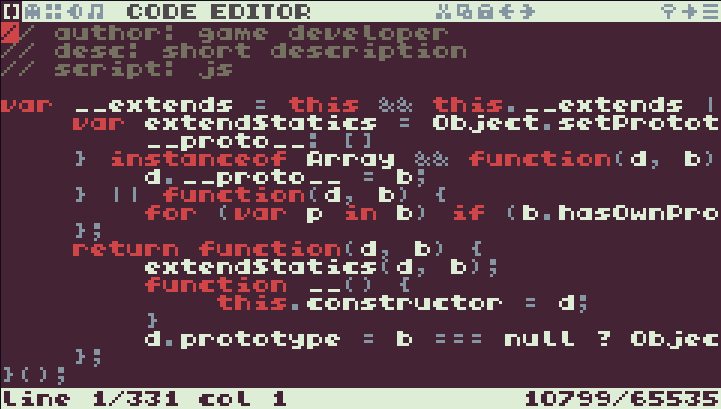 CODE EDITOR
// author: game developer
// desc: short description
// script: js
var __extends = this && this.__extends |
var extendStatics = Object.setProtot
__proto__: []
} instanceof Array && function(d, b)
d.__proto__ = b;
} || function(d, b) {
for (var p in b) if (b.hasOwnPro
};
return function(d, b) {
extendStatics(d, b);
function __() {
this.constructor = d;
}
d.prototype = b === null ? Objec
};
}();
line 1/331 col 1 10799/65535